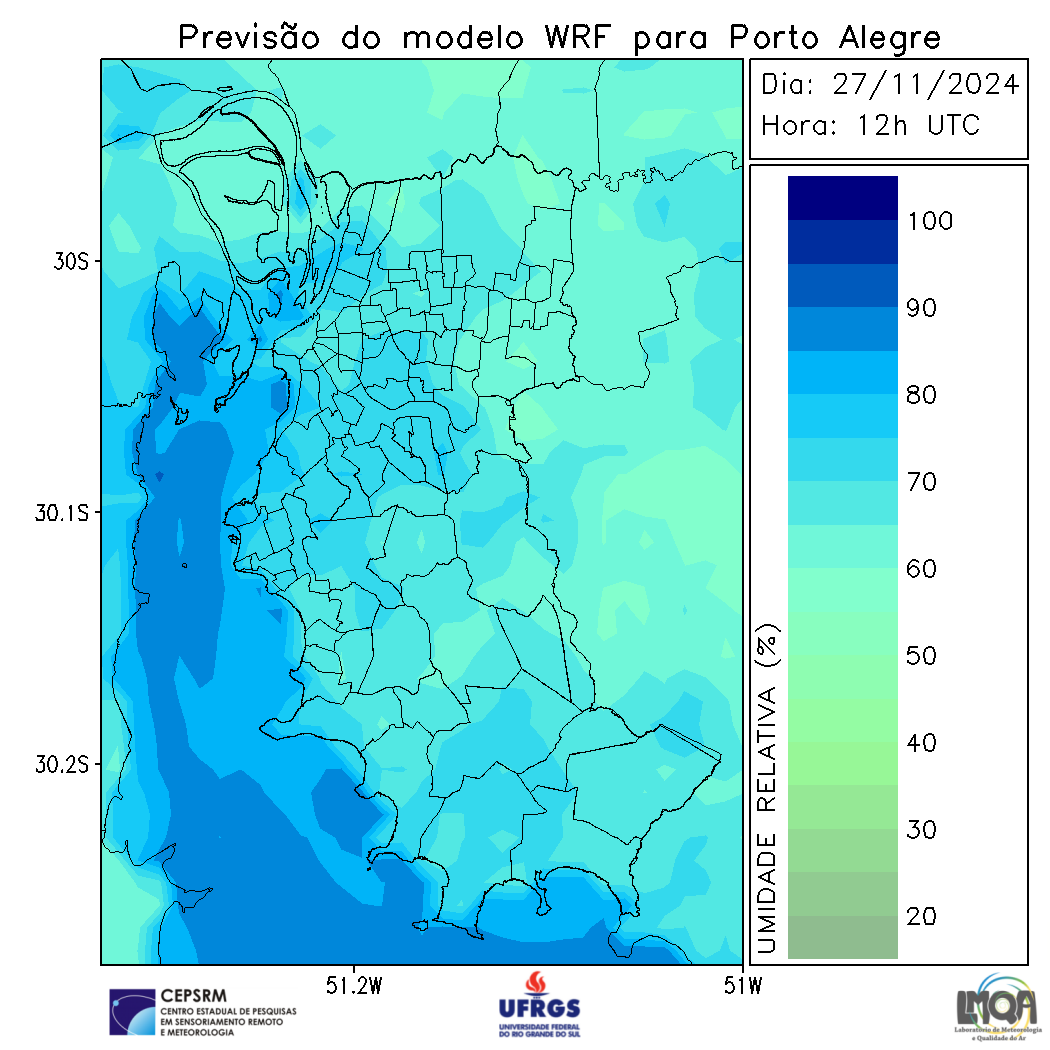 Previsão do modelo WRF para Porto Alegre
Dia: 27/11/2024
Hora: 12h UTC
30S
30.1S
30.2S
51.2W
51W
UMIDADE RELATIVA (%)
100
90
80
70
60
50
40
30
20
CEPSRM
CENTRO ESTADUAL DE PESQUISAS
EM SENSORIAMENTO REMOTO
E METEOROLOGIA
UFRGS
UNIVERSIDADE FEDERAL
DO RIO GRANDE DO SUL
LMQA
Laboratório de Meteorologia
e Qualidade do Ar